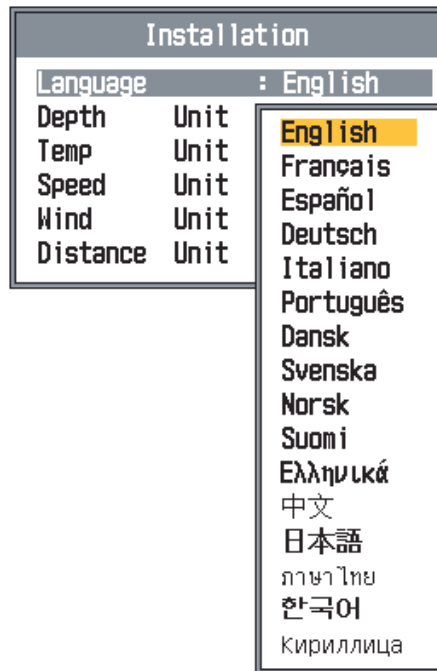 Installation
Language : English
Depth Unit
Temp Unit
Speed Unit
Wind Unit
Distance Unit
English
Français
Español
Deutsch
Italiano
Português
Dansk
Svenska
Norsk
Suomi
Ελληνικά
中文
日本語
ภาษาไทย
한국어
Кириллица